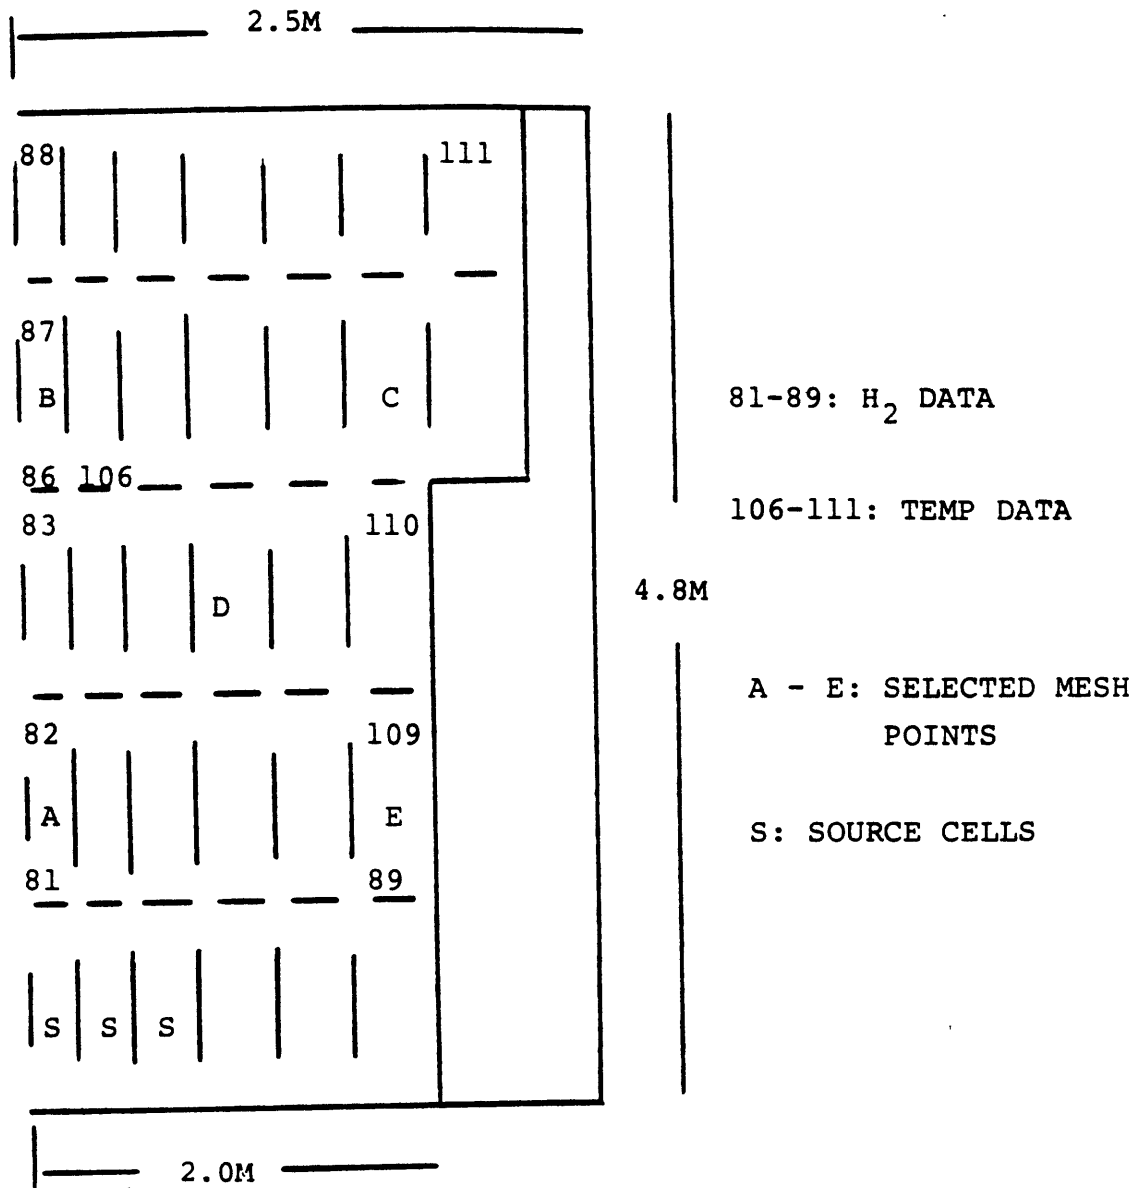 2.5M
88 111
87
B C
81-89: H2 DATA
86 106
106-111: TEMP DATA
83 110
D
4.8M
A - E: SELECTED MESH
POINTS
82 109
A E
S: SOURCE CELLS
81 89
S S S
2.0M